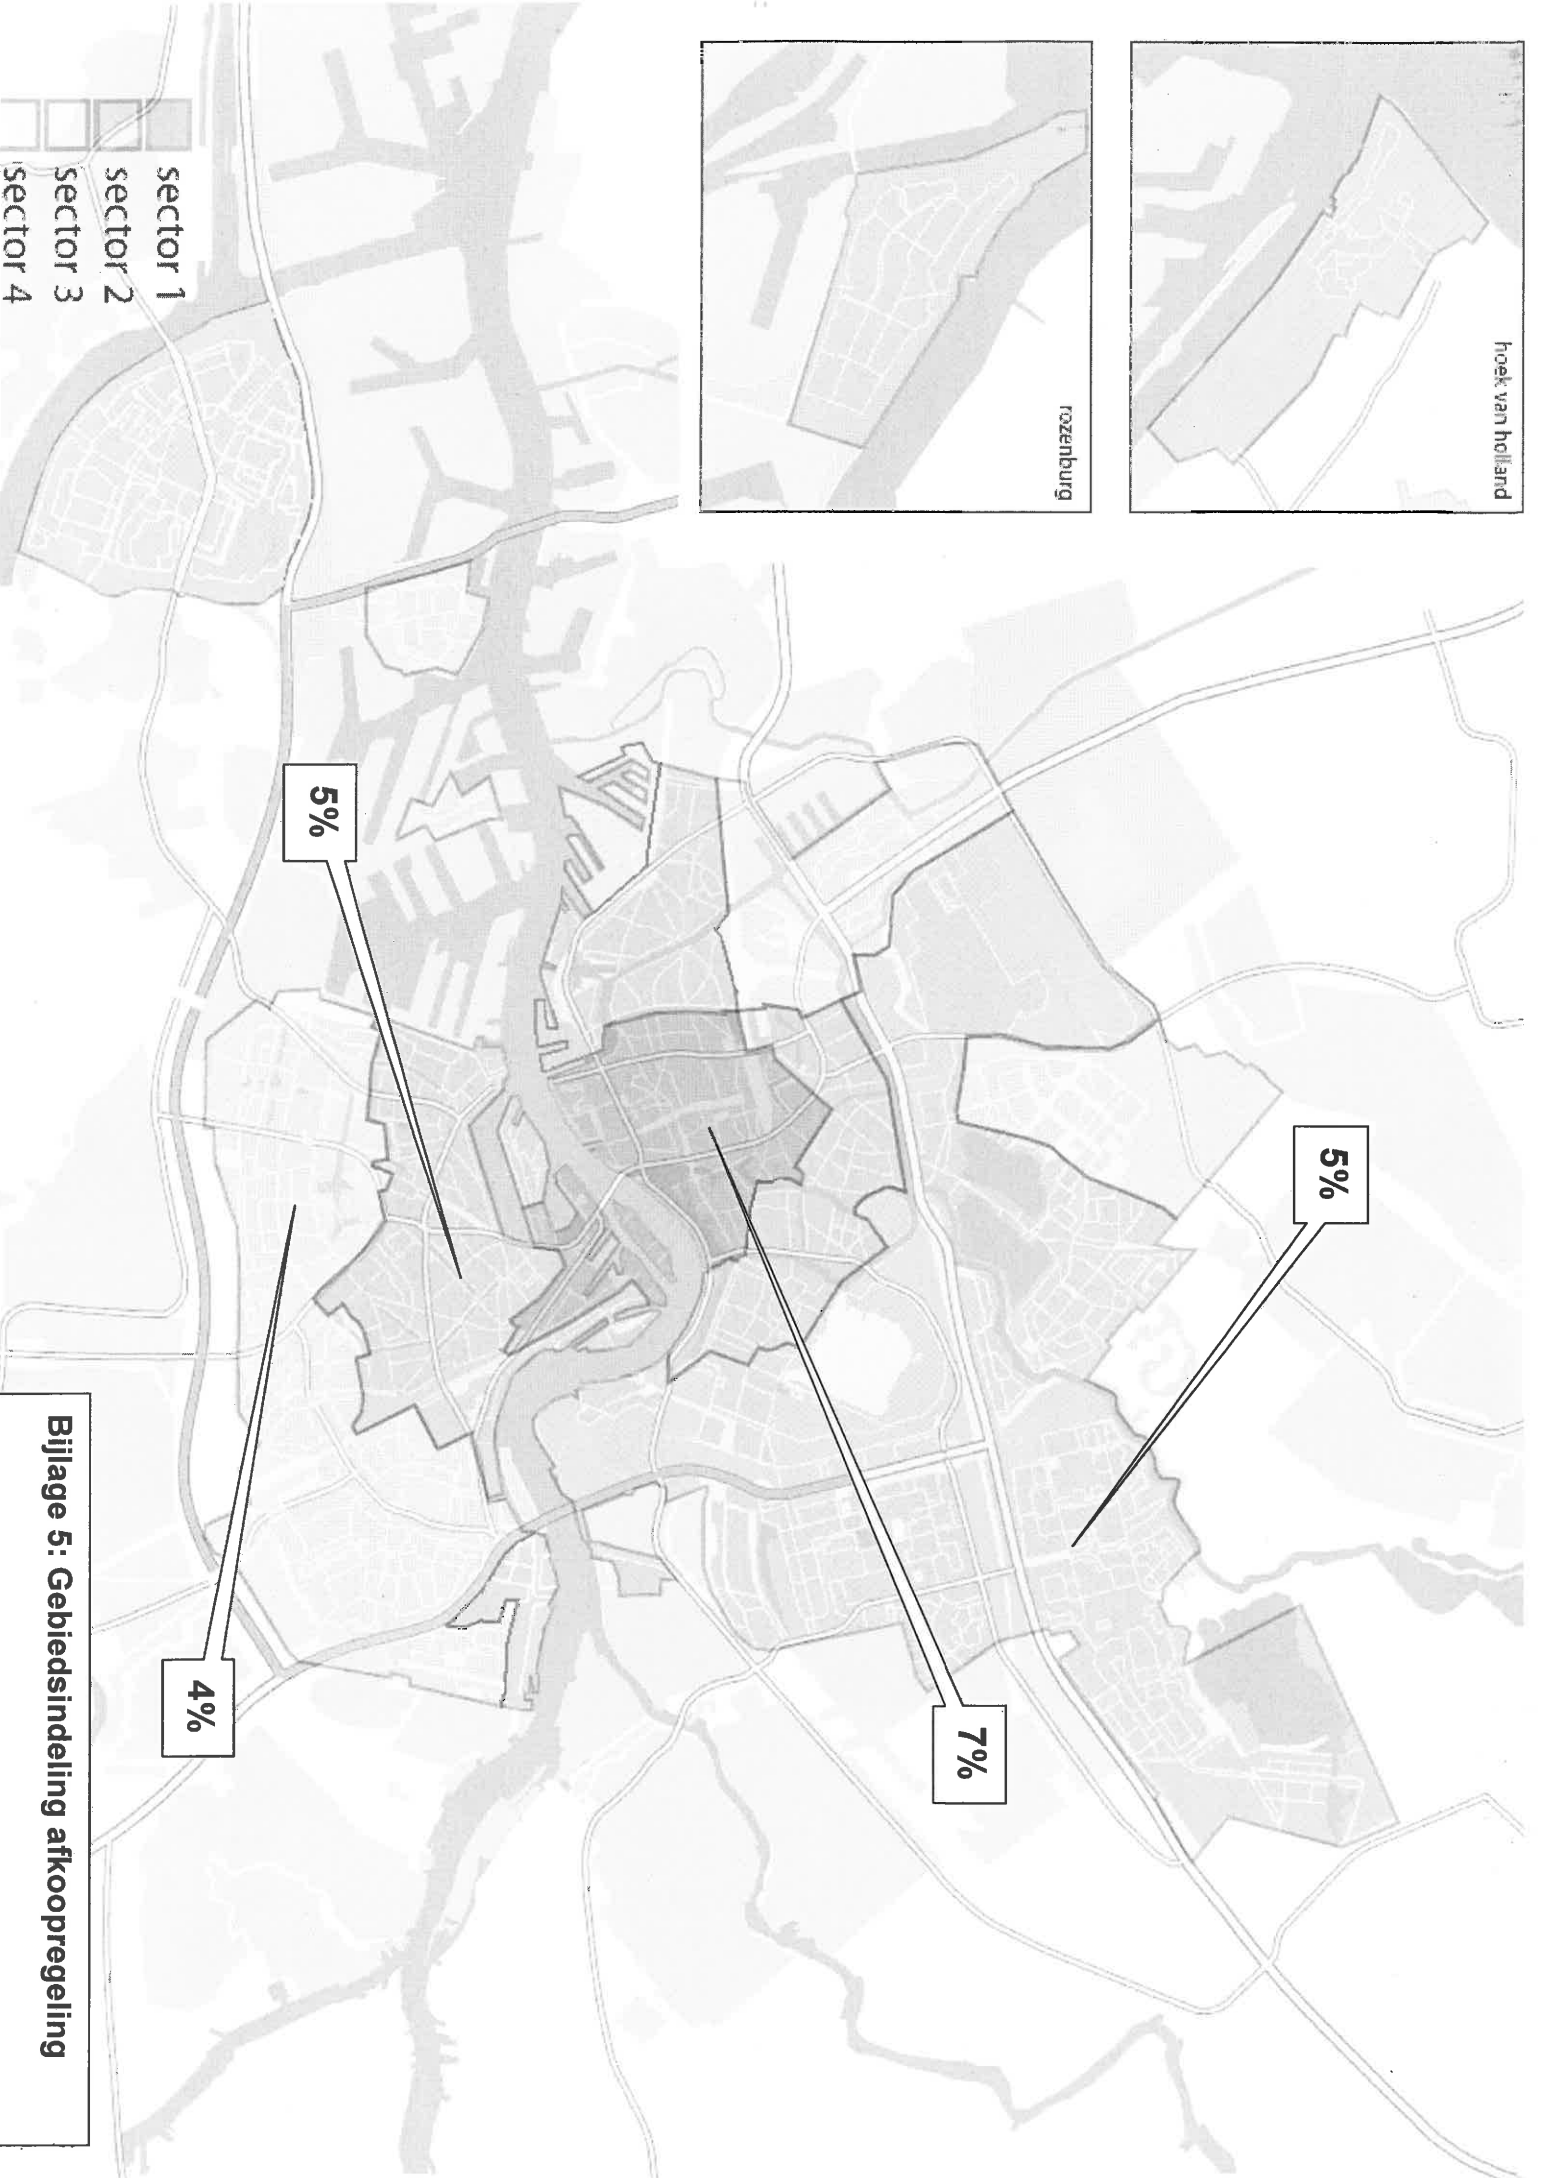 hoek van holland
rozenburg
5%
7%
5%
4%
sector 1
sector 2
sector 3
sector 4
Bijlage 5: Gebiedsindeling afkoopregeling